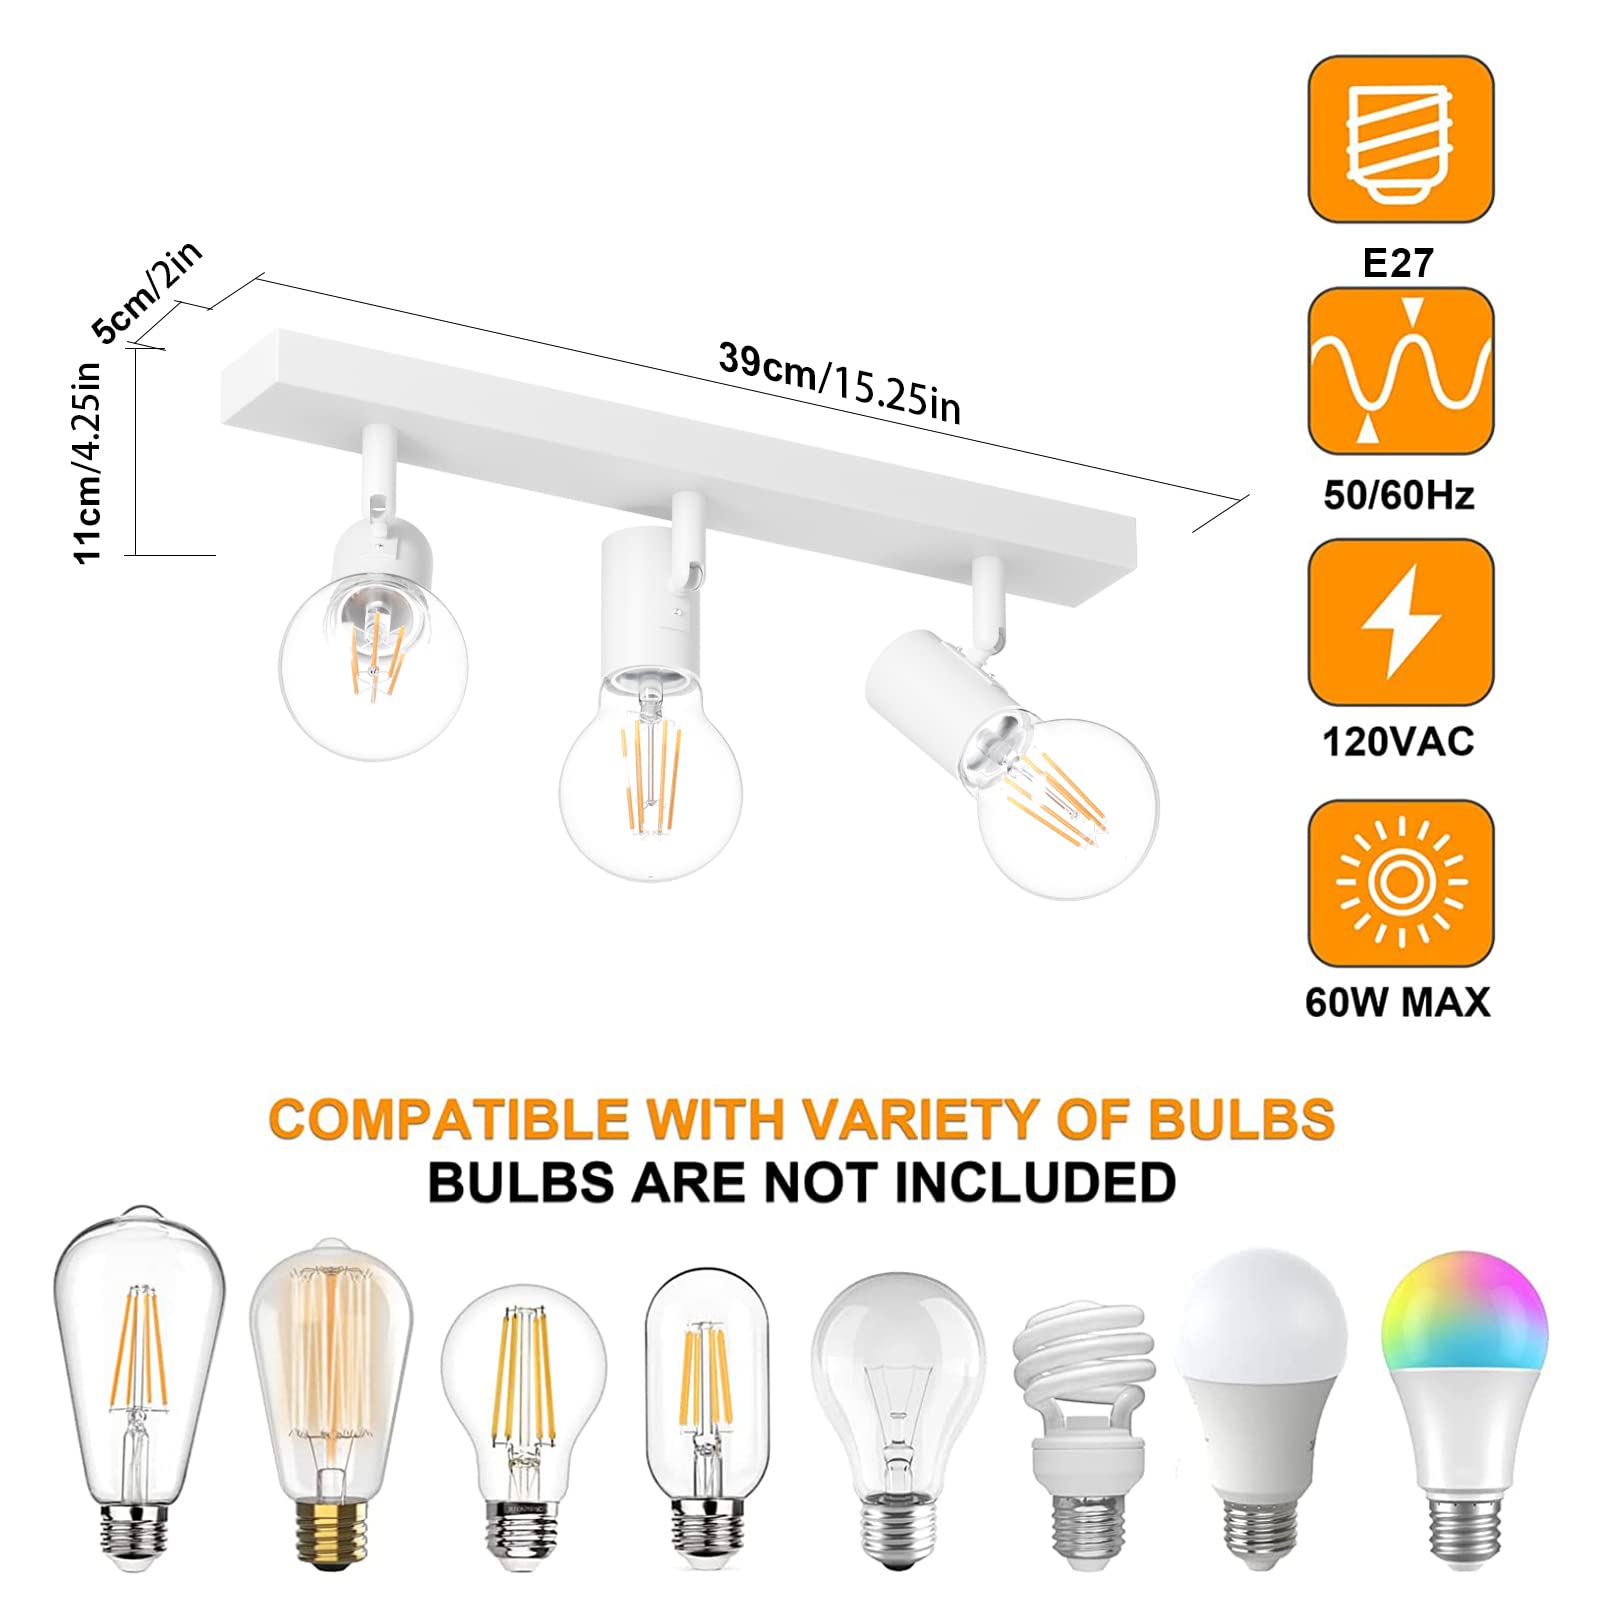 5cm/2in
39cm/15.25in
11cm/4.25in
E27
50/60Hz
120VAC
60W MAX
COMPATIBLE WITH VARIETY OF BULBS
BULBS ARE NOT INCLUDED